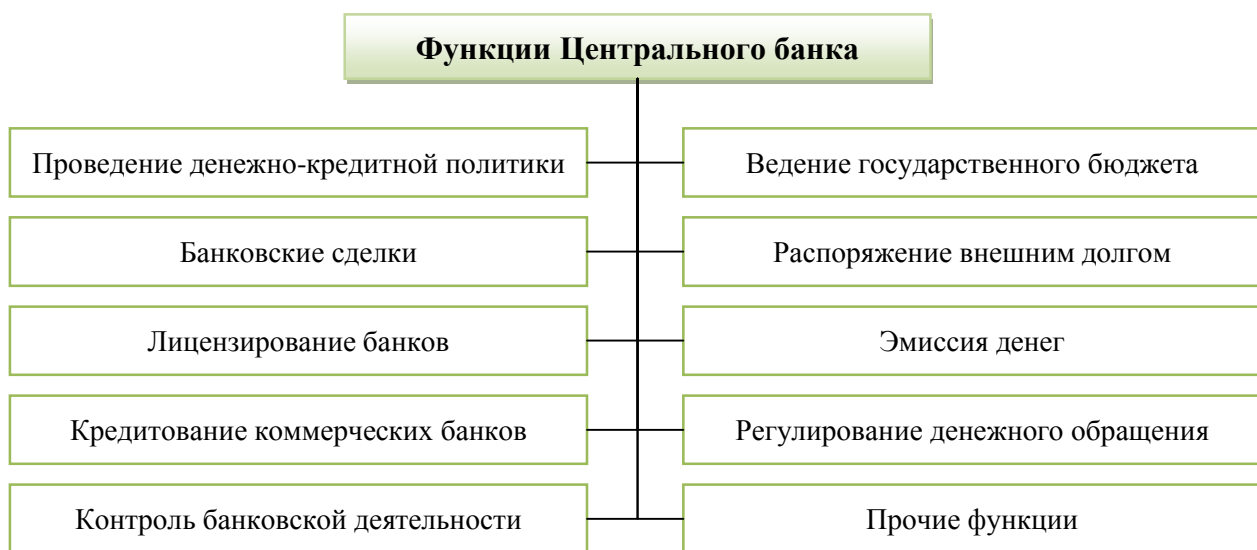 Функции Центрального банка
Проведение денежно-кредитной политики
Ведение государственного бюджета
Банковские сделки
Распоряжение внешним долгом
Лицензирование банков
Эмиссия денег
Кредитование коммерческих банков
Регулирование денежного обращения
Контроль банковской деятельности
Прочие функции